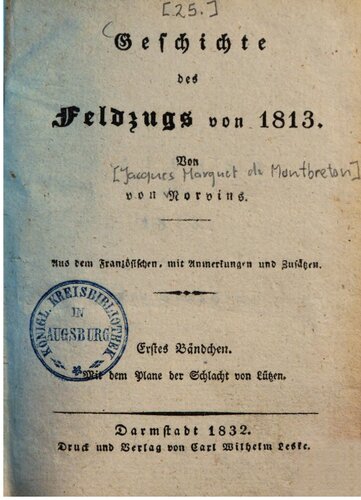 [25.]
Geschichte
des
Feldzugs von 1813.
Von
[Jacques Marquet de Montbreton]
von Norvins.
Aus dem Französischen, mit Anmerkungen und Zusätzen.
KÖNIGL. KREISBIBLIOTHEK
IN
AUGSBURG
Erstes Bändchen.
Mit dem Plane der Schlacht von Lützen.
Darmstadt 1832.
Druck und Verlag von Carl Wilhelm Leske.